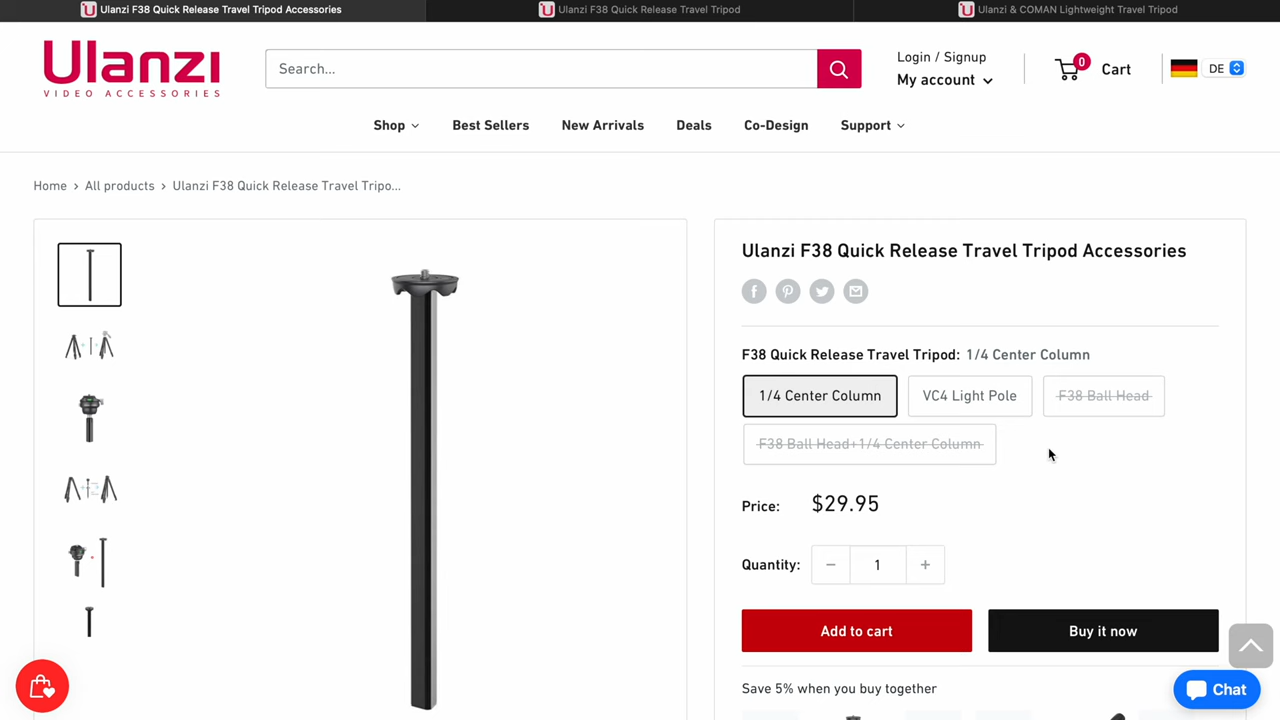 Ulanzi F38 Quick Release Travel Tripod Accessories
Ulanzi F38 Quick Release Travel Tripod
Ulanzi & COMAN Lightweight Travel Tripod
Ulanzi
VIDEO ACCESSORIES
Search...
Login / Signup
My account
0
Cart
DE
Shop
Best Sellers
New Arrivals
Deals
Co-Design
Support
Home > All products > Ulanzi F38 Quick Release Travel Tripo...
Ulanzi F38 Quick Release Travel Tripod Accessories
F38 Quick Release Travel Tripod: 1/4 Center Column
1/4 Center Column
VC4 Light Pole
F38 Ball Head
F38 Ball Head+1/4 Center Column
Price: $29.95
Quantity: − 1 +
Add to cart
Buy it now
Save 5% when you buy together
Chat